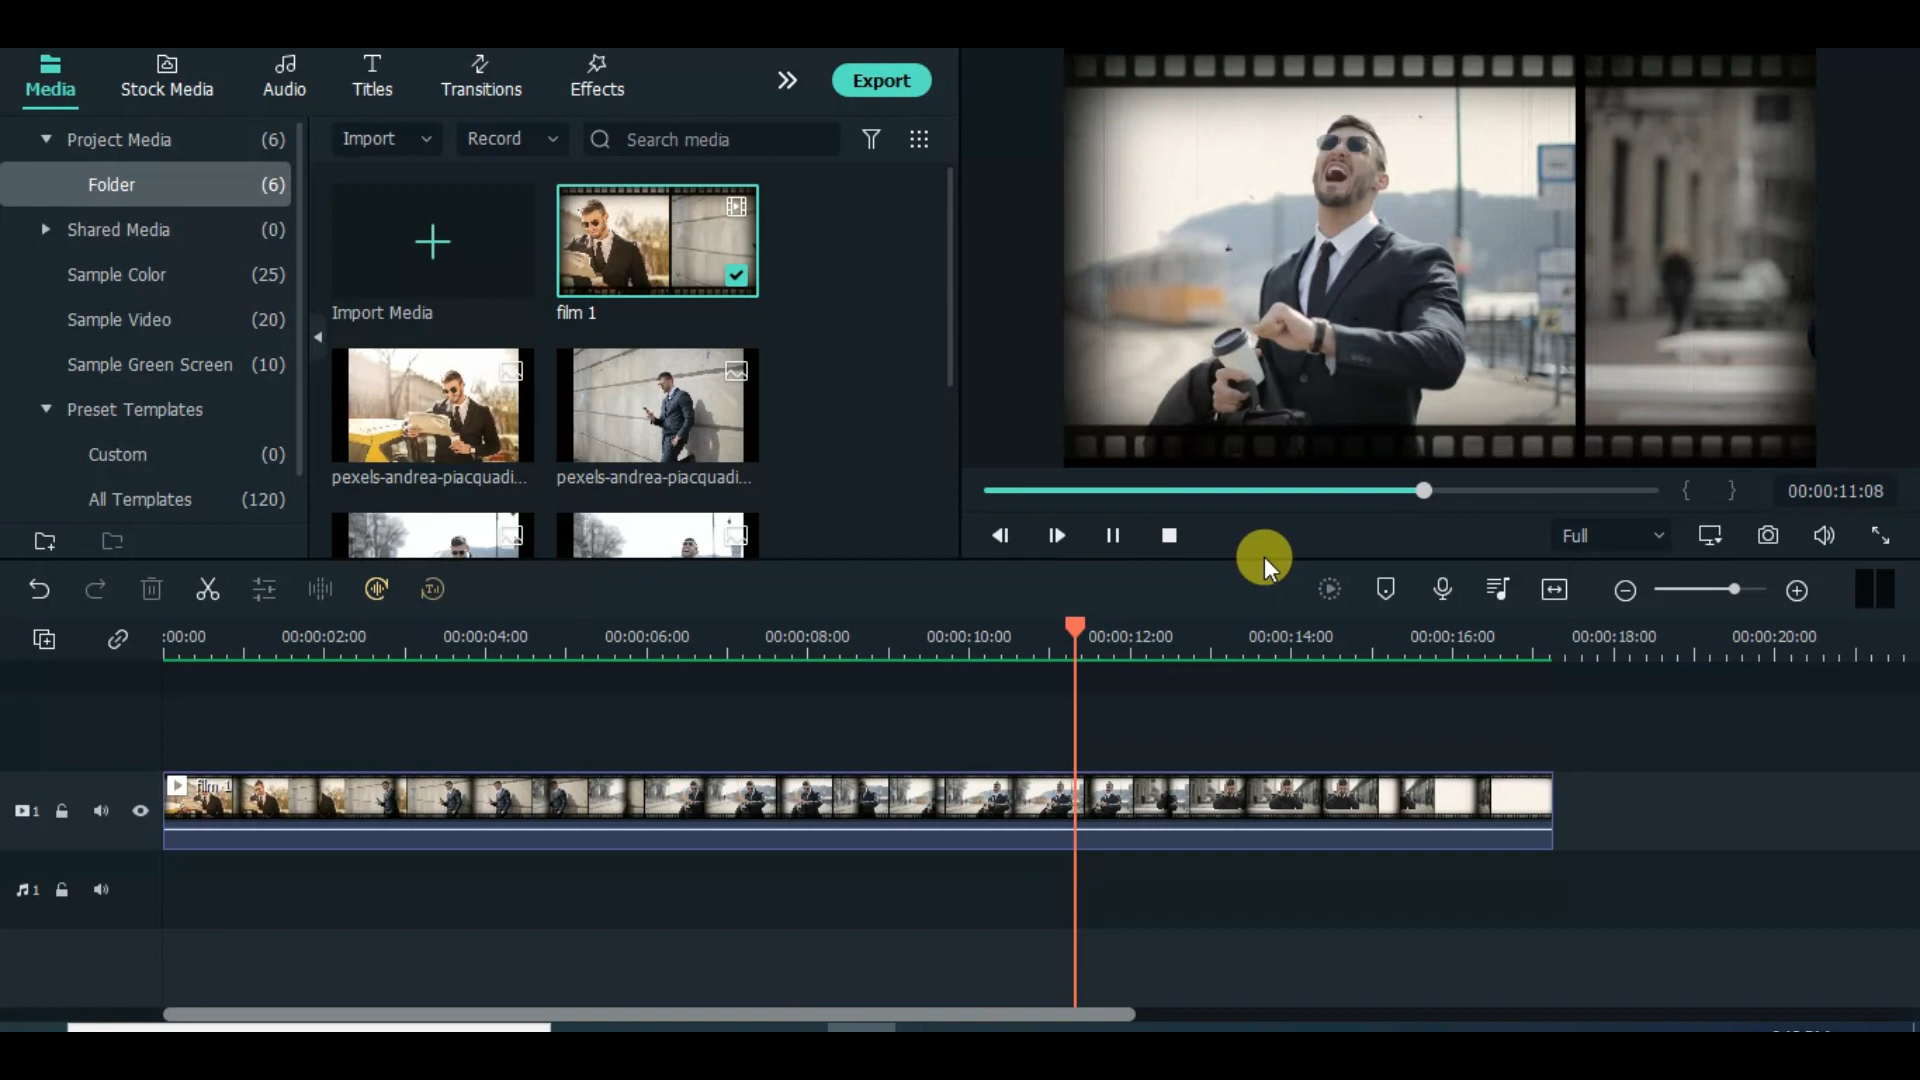 Media
Stock Media
Audio
Titles
Transitions
Effects
Export
Project Media (6)
Folder (6)
Shared Media (0)
Sample Color (25)
Sample Video (20)
Sample Green Screen (10)
Preset Templates
Custom (0)
All Templates (120)
Import
Record
Search media
Import Media
film 1
pexels-andrea-piacquadi...
pexels-andrea-piacquadi...
{ }
00:00:11:08
Full
:00:00
00:00:02:00
00:00:04:00
00:00:06:00
00:00:08:00
00:00:10:00
00:00:12:00
00:00:14:00
00:00:16:00
00:00:18:00
00:00:20:00
film 1
1
1